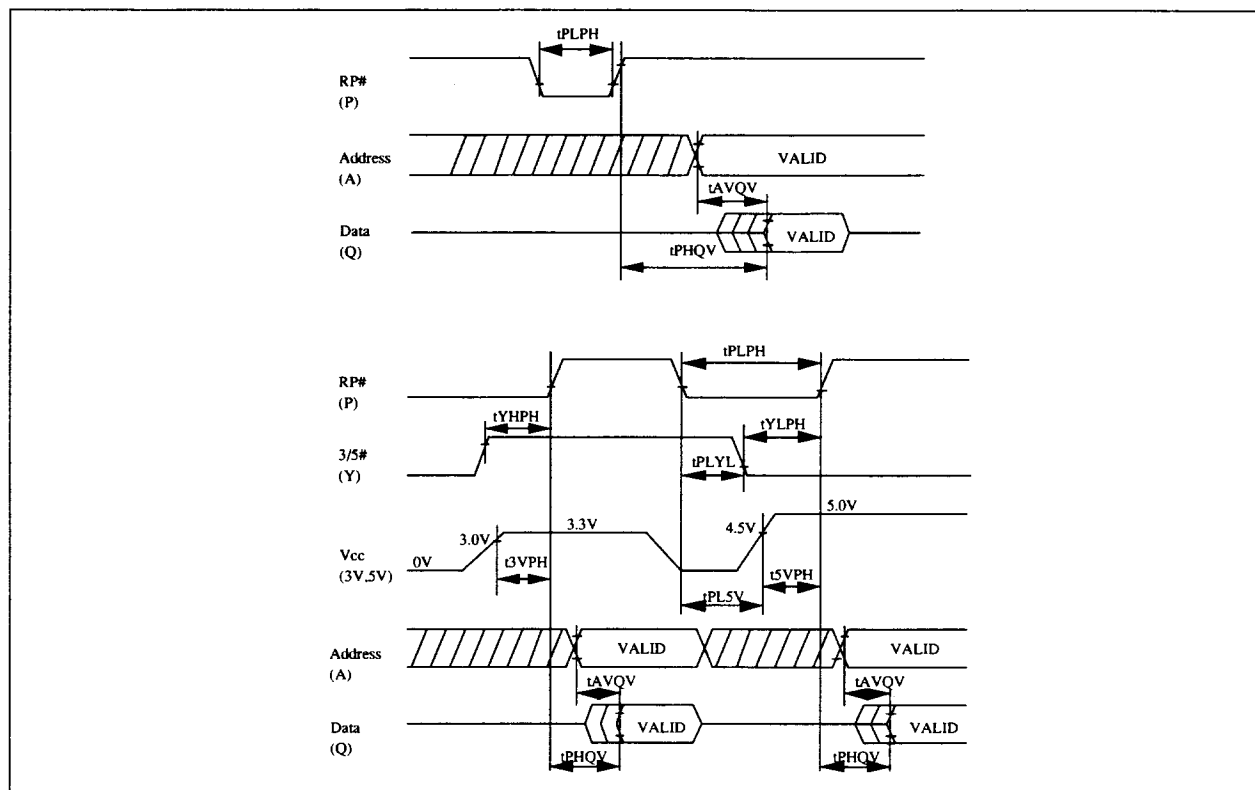 tPLPH
RP#
(P)
Address
(A)
VALID
tAVQV
Data
(Q)
VALID
tPHQV
tPLPH
RP#
(P)
tYHPH
tYLPH
3/5#
(Y)
tPLYL
5.0V
4.5V
3.3V
3.0V
Vcc
(3V,5V)
0V
t3VPH
t5VPH
tPL5V
Address
(A)
VALID
VALID
tAVQV
tAVQV
Data
(Q)
VALID
VALID
tPHQV
tPHQV